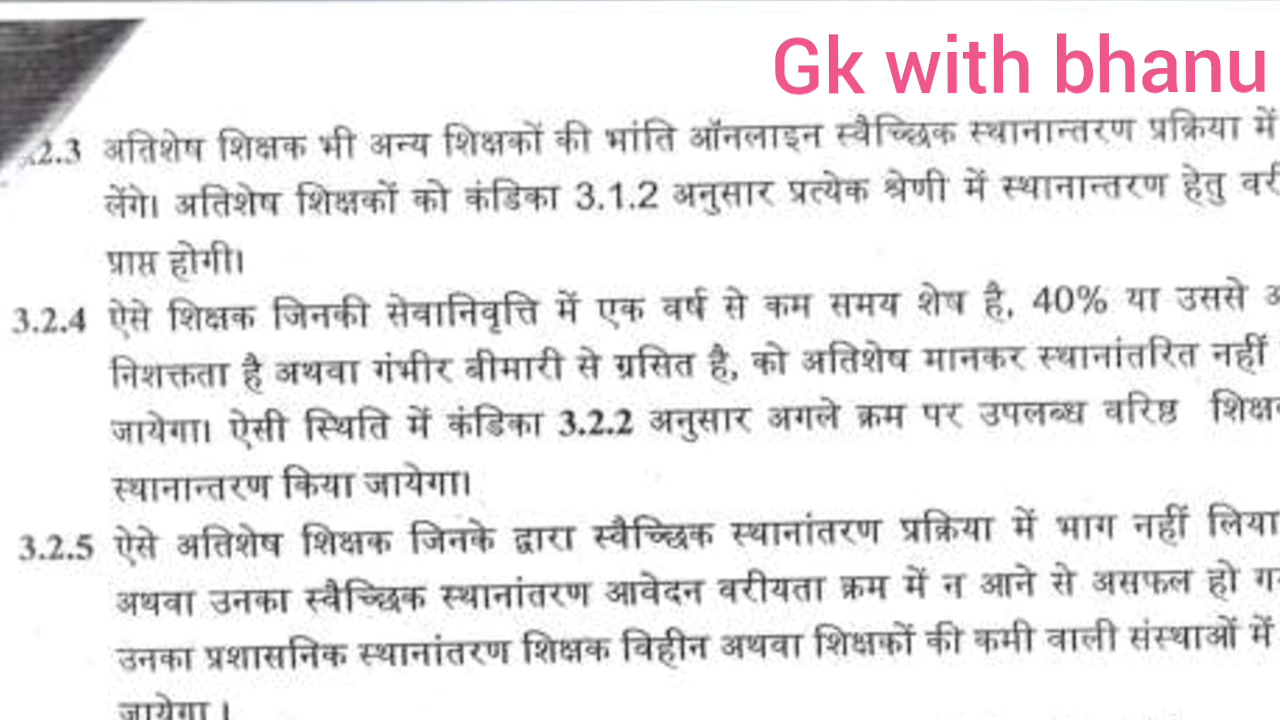 Gk with bhanu
.2.3 अतिशेष शिक्षक भी अन्य शिक्षकों की भांति ऑनलाइन स्वैच्छिक स्थानान्तरण प्रक्रिया में
लेंगे। अतिशेष शिक्षकों को कंडिका 3.1.2 अनुसार प्रत्येक श्रेणी में स्थानान्तरण हेतु
प्राप्त होगी।
3.2.4 ऐसे शिक्षक जिनकी सेवानिवृत्ति में एक वर्ष से कम समय शेष है, 40% या उससे
निशक्तता है अथवा गंभीर बीमारी से ग्रसित है, को अतिशेष मानकर स्थानांतरित नहीं
जायेगा। ऐसी स्थिति में कंडिका 3.2.2 अनुसार अगले क्रम पर उपलब्ध वरिष्ठ
स्थानान्तरण किया जायेगा।
3.2.5 ऐसे अतिशेष शिक्षक जिनके द्वारा स्वैच्छिक स्थानांतरण प्रक्रिया में भाग नहीं लिया
अथवा उनका स्वैच्छिक स्थानांतरण आवेदन वरीयता क्रम में न आने से असफल हो
उनका प्रशासनिक स्थानांतरण शिक्षक विहीन अथवा शिक्षकों की कमी वाली संस्थाओं में
जायेगा ।